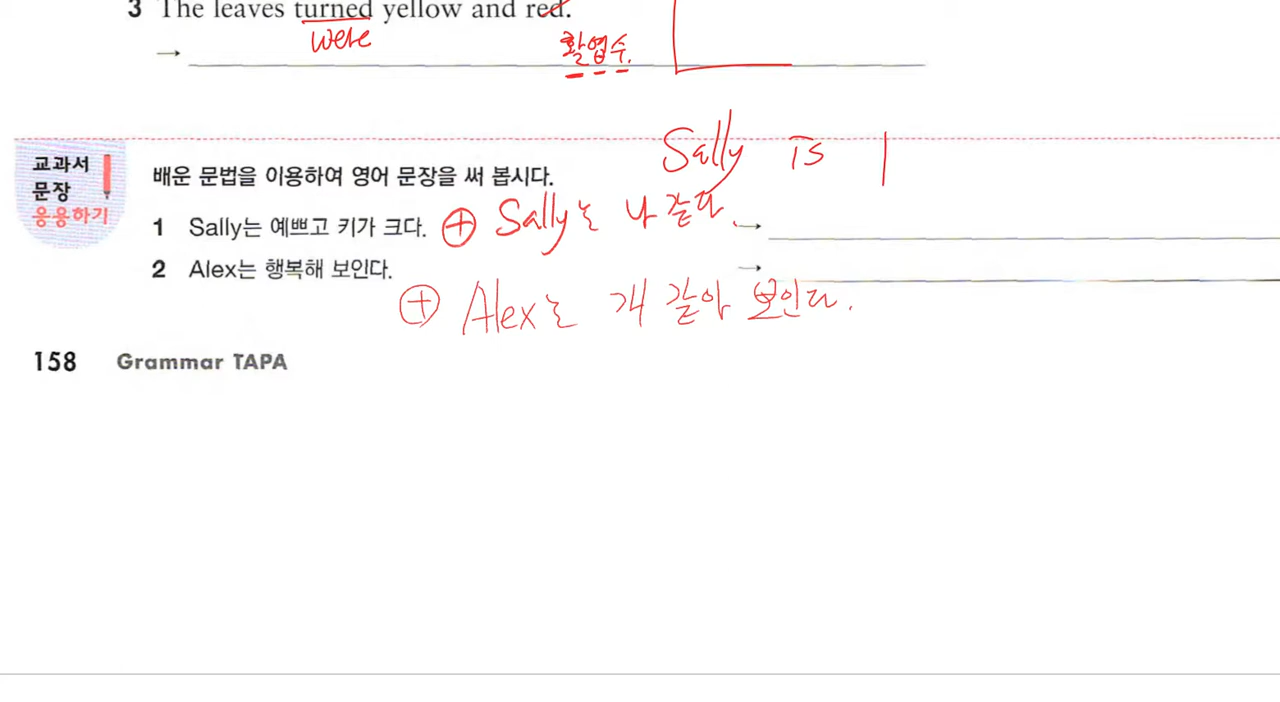 3 The leaves turned yellow and red.
were
활엽수.
→
Sally is
교과서
문장
응용하기
배운 문법을 이용하여 영어 문장을 써 봅시다.
1 Sally는 예쁘고 키가 크다. ⊕ Sally는 나 같다. →
2 Alex는 행복해 보인다. →
⊕ Alex는 개 같아 보인다.
158 Grammar TAPA